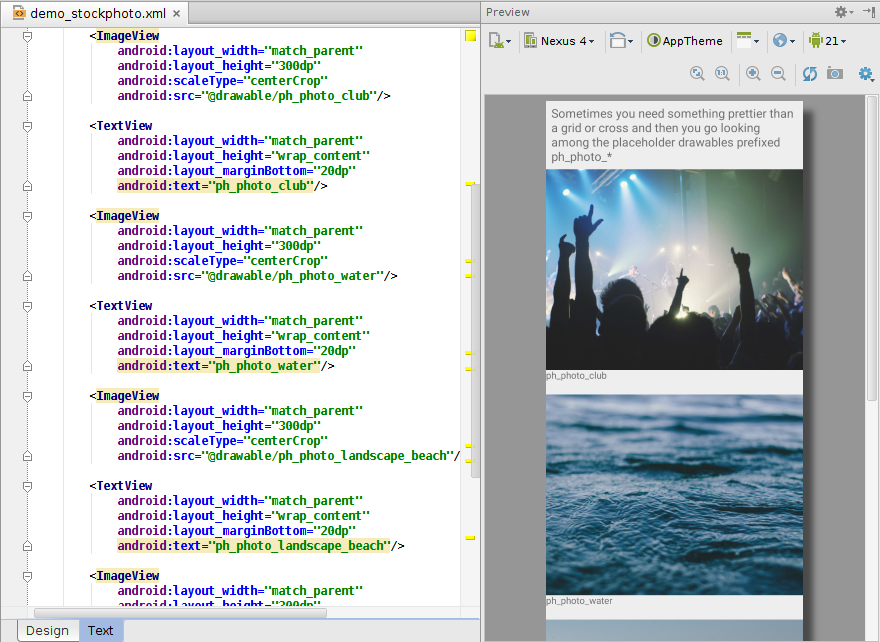 demo_stockphoto.xml
<ImageView
android:layout_width="match_parent"
android:layout_height="300dp"
android:scaleType="centerCrop"
android:src="@drawable/ph_photo_club"/>
<TextView
android:layout_width="match_parent"
android:layout_height="wrap_content"
android:layout_marginBottom="20dp"
android:text="ph_photo_club"/>
<ImageView
android:layout_width="match_parent"
android:layout_height="300dp"
android:scaleType="centerCrop"
android:src="@drawable/ph_photo_water"/>
<TextView
android:layout_width="match_parent"
android:layout_height="wrap_content"
android:layout_marginBottom="20dp"
android:text="ph_photo_water"/>
<ImageView
android:layout_width="match_parent"
android:layout_height="300dp"
android:scaleType="centerCrop"
android:src="@drawable/ph_photo_landscape_beach"/
<TextView
android:layout_width="match_parent"
android:layout_height="wrap_content"
android:layout_marginBottom="20dp"
android:text="ph_photo_landscape_beach"/>
<ImageView
android:layout_width="match_parent"
android:layout_height="300dp"
Design Text
Preview
Nexus 4 AppTheme 21
Sometimes you need something prettier than
a grid or cross and then you go looking
among the placeholder drawables prefixed
ph_photo_*
ph_photo_club
ph_photo_water